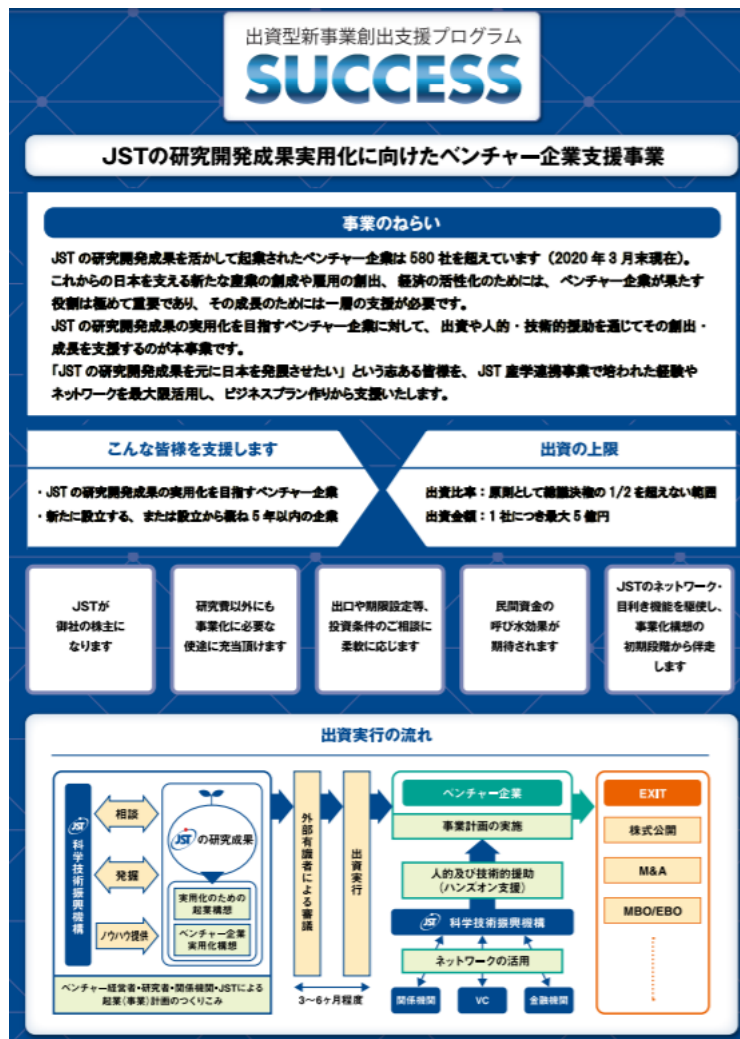 出資型新事業創出支援プログラム
SUCCESS
JSTの研究開発成果実用化に向けたベンチャー企業支援事業
事業のねらい
JST の研究開発成果を活かして起業されたベンチャー企業は 580 社を超えています（2020 年 3 月末現在）。
これからの日本を支える新たな産業の創成や雇用の創出、経済の活性化のためには、ベンチャー企業が果たす
役割は極めて重要であり、その成長のためには一層の支援が必要です。
JST の研究開発成果の実用化を目指すベンチャー企業に対して、出資や人的・技術的援助を通じてその創出・
成長を支援するのが本事業です。
「JST の研究開発成果を元に日本を発展させたい」という志ある皆様を、JST 産学連携事業で培われた経験や
ネットワークを最大限活用し、ビジネスプラン作りから支援いたします。
こんな皆様を支援します
・JST の研究開発成果の実用化を目指すベンチャー企業
・新たに設立する、または設立から概ね 5 年以内の企業
出資の上限
出資比率：原則として総議決権の 1/2 を超えない範囲
出資金額：1 社につき最大 5 億円
JSTが
御社の株主に
なります
研究費以外にも
事業化に必要な
使途に充当頂けます
出口や期限設定等、
投資条件のご相談に
柔軟に応じます
民間資金の
呼び水効果が
期待されます
JSTのネットワーク・
目利き機能を駆使し、
事業化構想の
初期段階から伴走
します
出資実行の流れ
JST 科学技術振興機構
相談
発掘
ノウハウ提供
JST の研究成果
実用化のための
起業構想
ベンチャー企業
実用化構想
ベンチャー経営者・研究者・関係機関・JSTによる
起業（事業）計画のつくりこみ
外部有識者による審議
出資実行
3～6ヶ月程度
ベンチャー企業
事業計画の実施
人的及び技術的援助
（ハンズオン支援）
JST 科学技術振興機構
ネットワークの活用
関係機関
VC
金融機関
EXIT
株式公開
M&A
MBO/EBO